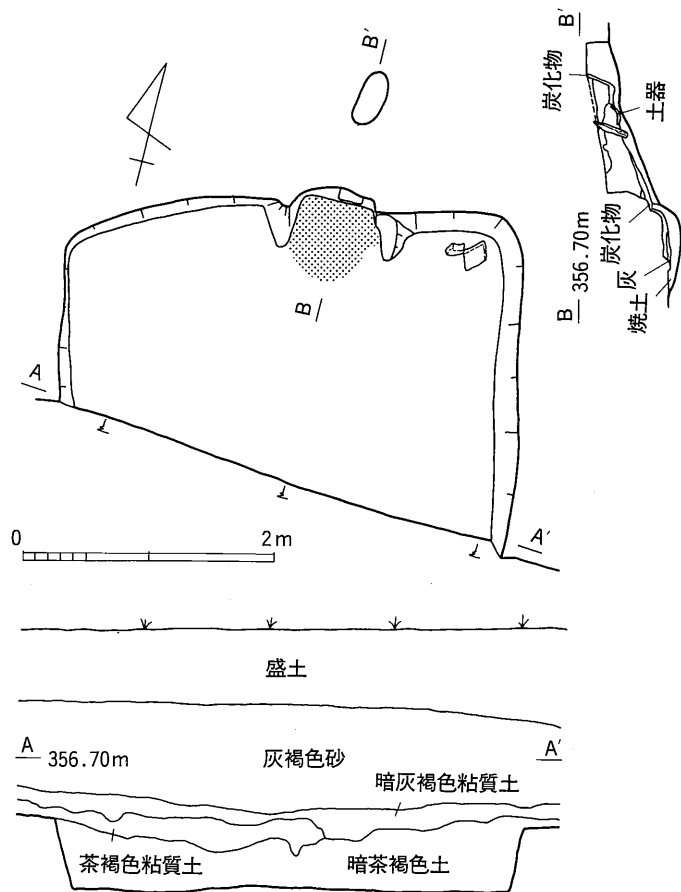 B'
B
A
A'
0 2m
B'
炭化物
土器
炭化物
灰
焼土
B 356.70m
盛土
A 356.70m
灰褐色砂
A'
暗灰褐色粘質土
茶褐色粘質土
暗茶褐色土